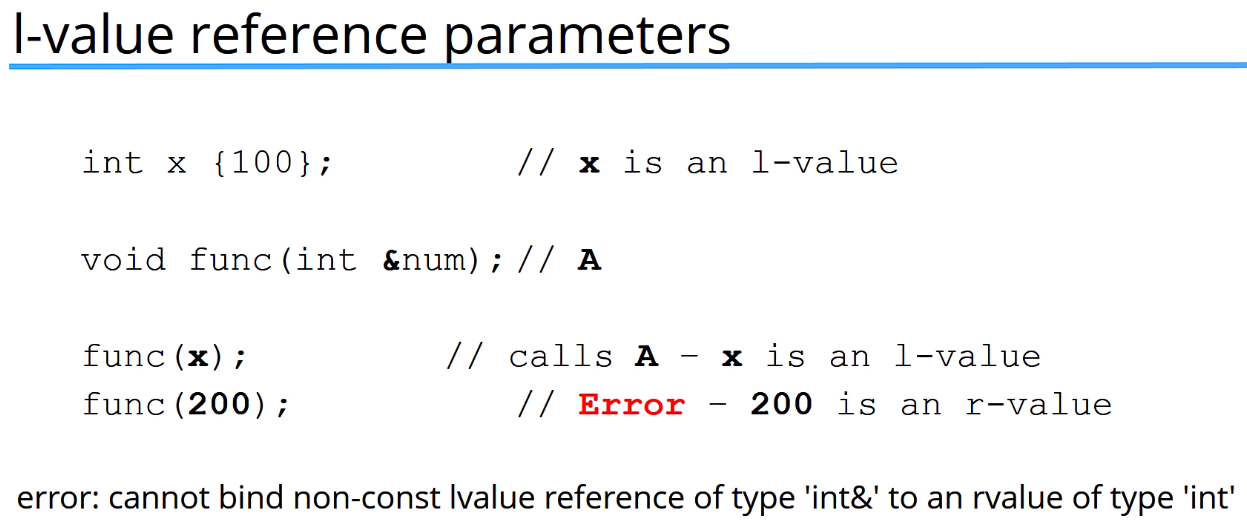 l-value reference parameters
int x {100}; // x is an l-value
void func(int &num);// A
func(x); // calls A – x is an l-value
func(200); // Error – 200 is an r-value
error: cannot bind non-const lvalue reference of type 'int&' to an rvalue of type 'int'